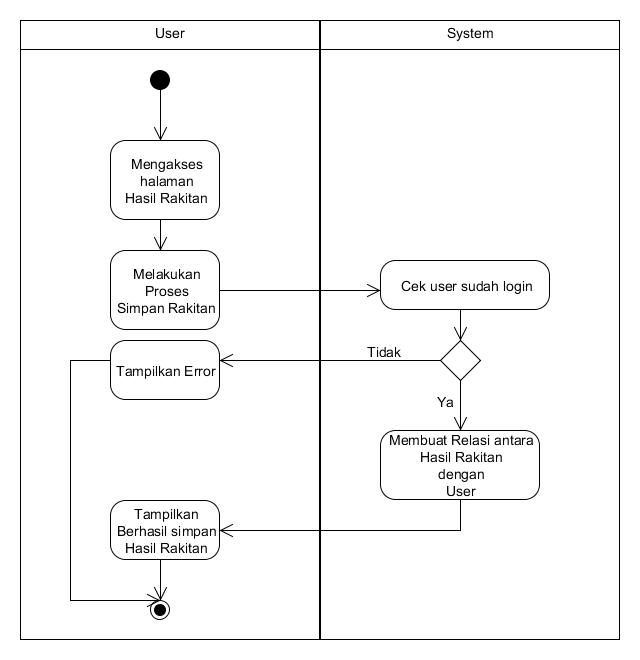 User
System
Mengakses
halaman
Hasil Rakitan
Melakukan
Proses
Simpan Rakitan
Cek user sudah login
Tidak
Tampilkan Error
Ya
Membuat Relasi antara
Hasil Rakitan
dengan
User
Tampilkan
Berhasil simpan
Hasil Rakitan